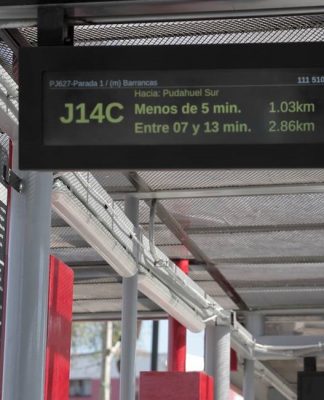 PJ627-Parada 1 / (m) Barrancas 111 510
Hacia: Pudahuel Sur
J14C Menos de 5 min. 1.03km
Entre 07 y 13 min. 2.86km